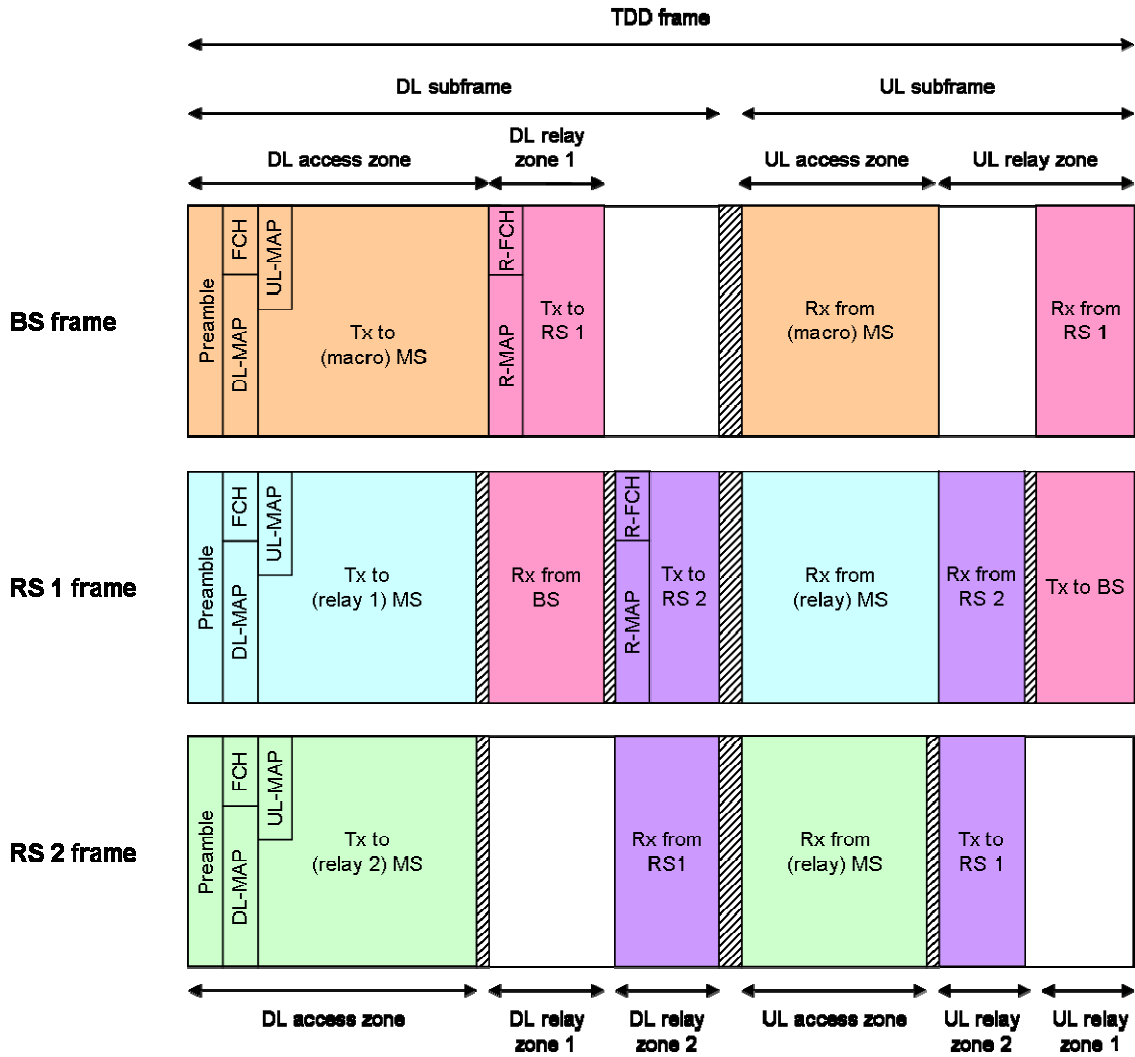 TDD frame
DL subframe
UL subframe
DL access zone
DL relay
zone 1
UL access zone
UL relay zone
BS frame
Preamble
FCH
DL-MAP
UL-MAP
Tx to
(macro) MS
R-FCH
R-MAP
Tx to
RS 1
Rx from
(macro) MS
Rx from
RS 1
RS 1 frame
Preamble
FCH
DL-MAP
UL-MAP
Tx to
(relay 1) MS
Rx from
BS
R-FCH
R-MAP
Tx to
RS 2
Rx from
(relay) MS
Rx from
RS 2
Tx to BS
RS 2 frame
Preamble
FCH
DL-MAP
UL-MAP
Tx to
(relay 2) MS
Rx from
RS1
Rx from
(relay) MS
Tx to
RS 1
DL access zone
DL relay
zone 1
DL relay
zone 2
UL access zone
UL relay
zone 2
UL relay
zone 1